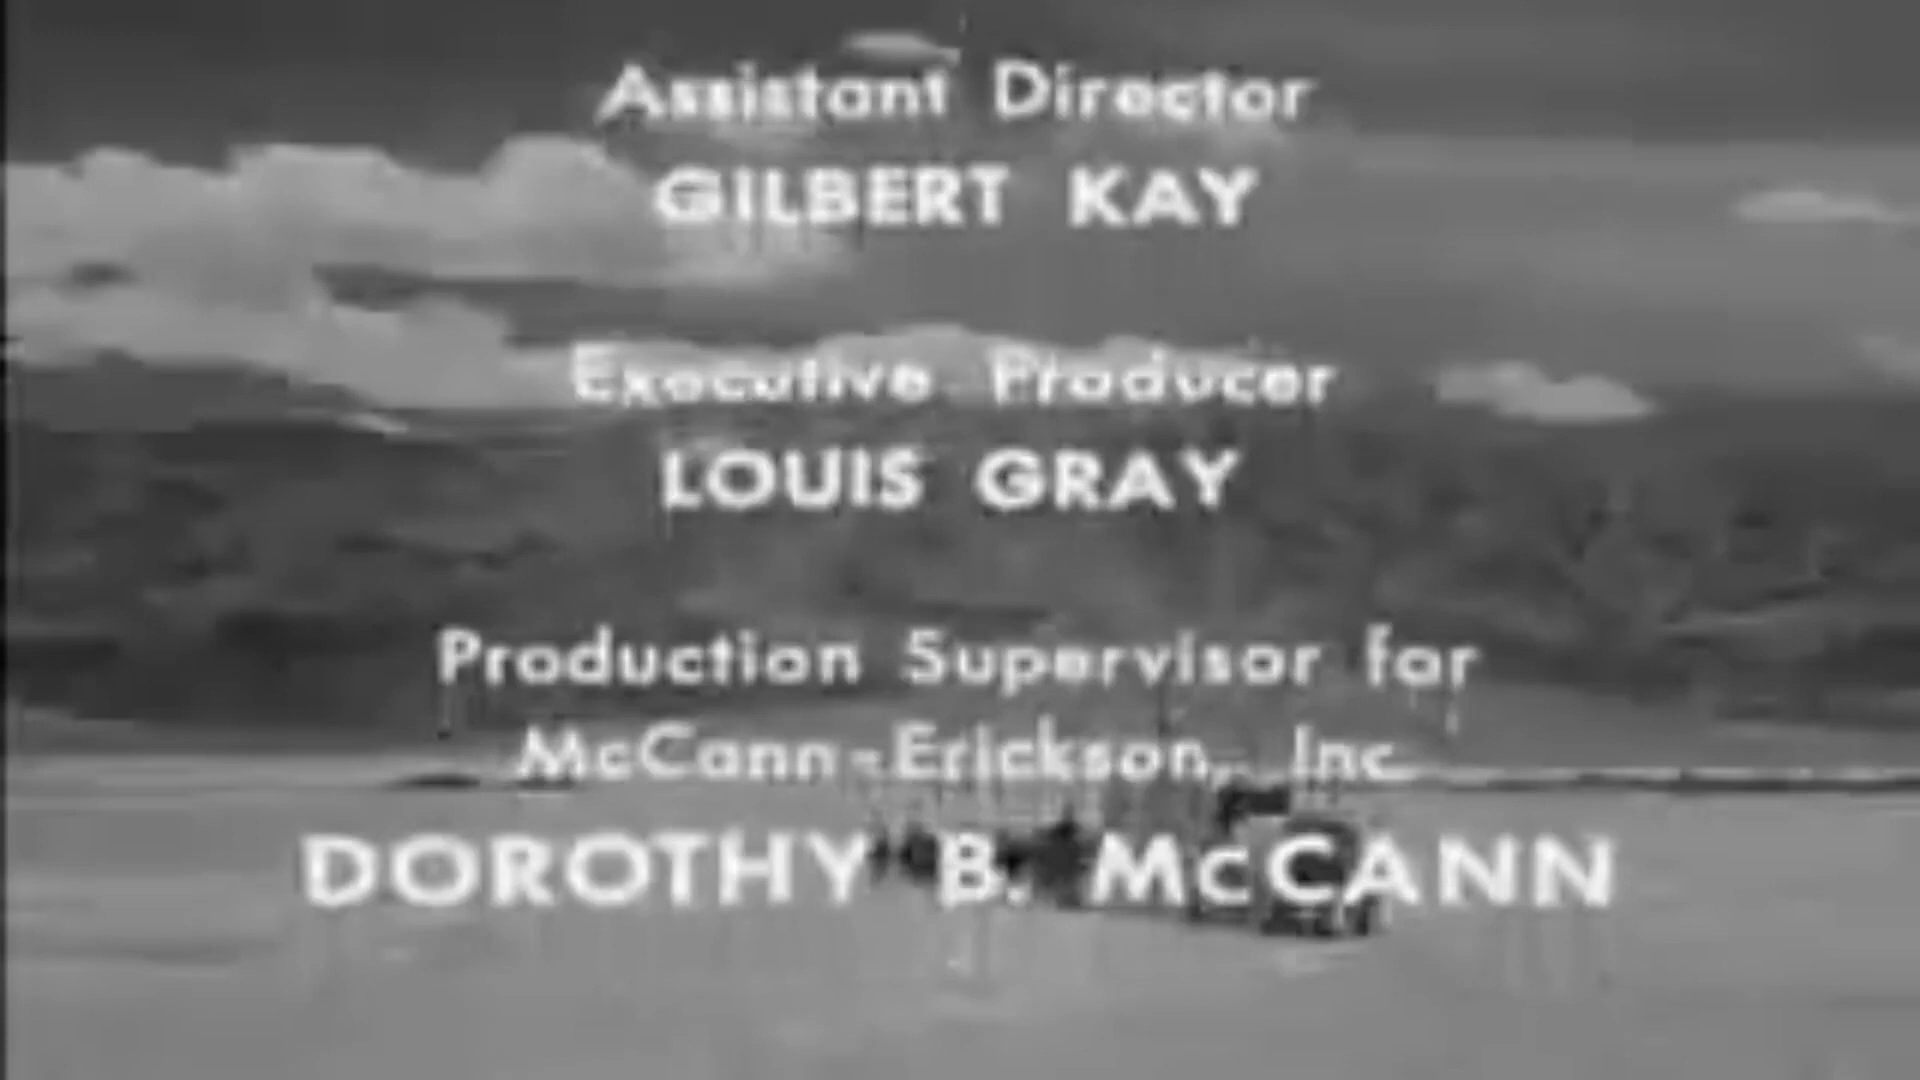 Assistant Director
GILBERT KAY
Executive Producer
LOUIS GRAY
Production Supervisor for
McCann-Erickson, Inc.
DOROTHY B. McCANN